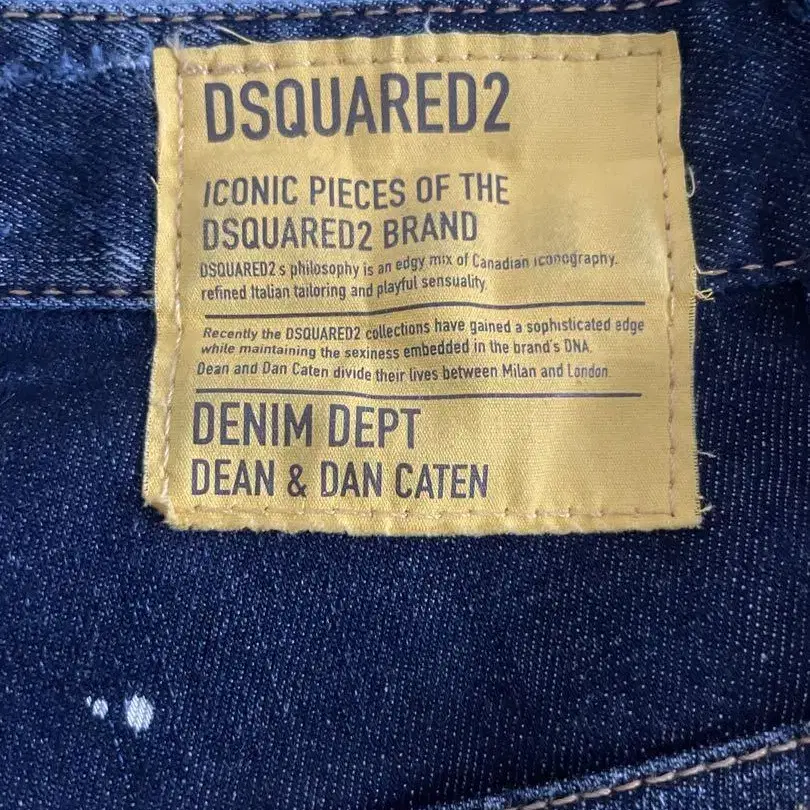 DSQUARED2
ICONIC PIECES OF THE
DSQUARED2 BRAND
DSQUARED2 s philosophy is an edgy mix of Canadian iconography.
refined Italian tailoring and playful sensuality.
Recently the DSQUARED2 collections have gained a sophisticated edge
while maintaining the sexiness embedded in the brand's DNA.
Dean and Dan Caten divide their lives between Milan and London.
DENIM DEPT
DEAN & DAN CATEN